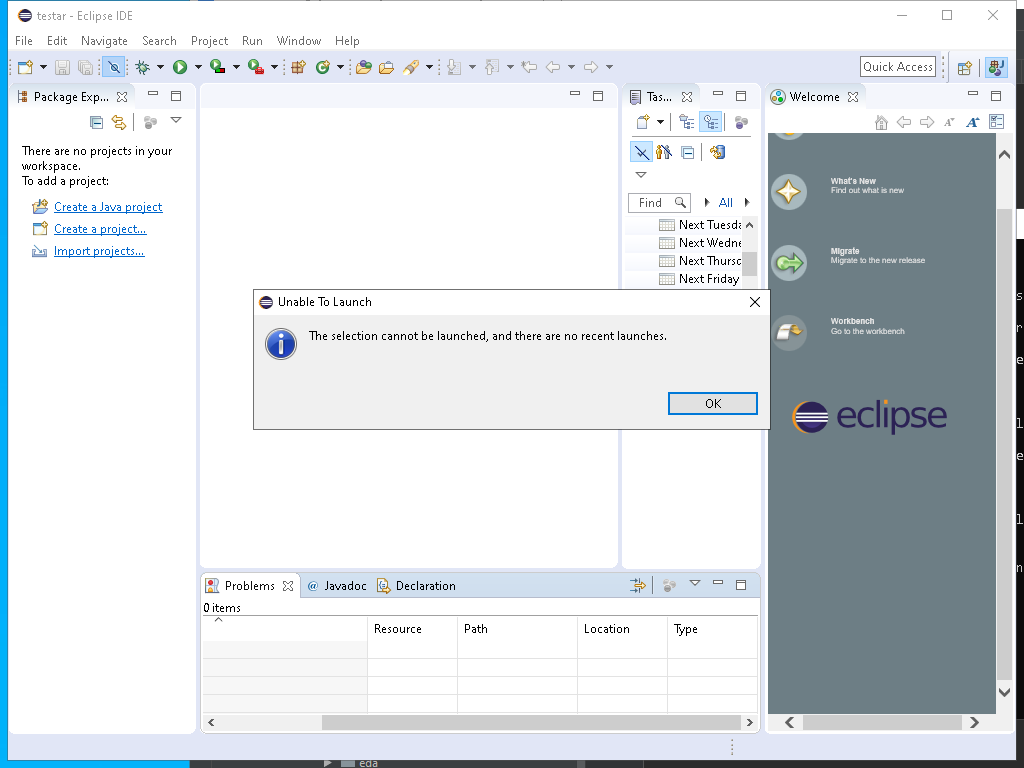 testar - Eclipse IDE
File Edit Navigate Search Project Run Window Help
Quick Access
Package Exp...
There are no projects in your
workspace.
To add a project:
Create a Java project
Create a project...
Import projects...
Tas...
Find
All
Next Tuesda
Next Wedne
Next Thursd
Next Friday
Welcome
What's New
Find out what is new
Migrate
Migrate to the new release
Workbench
Go to the workbench
eclipse
Unable To Launch
The selection cannot be launched, and there are no recent launches.
OK
Problems
@ Javadoc
Declaration
0 items
Resource Path Location Type
eda